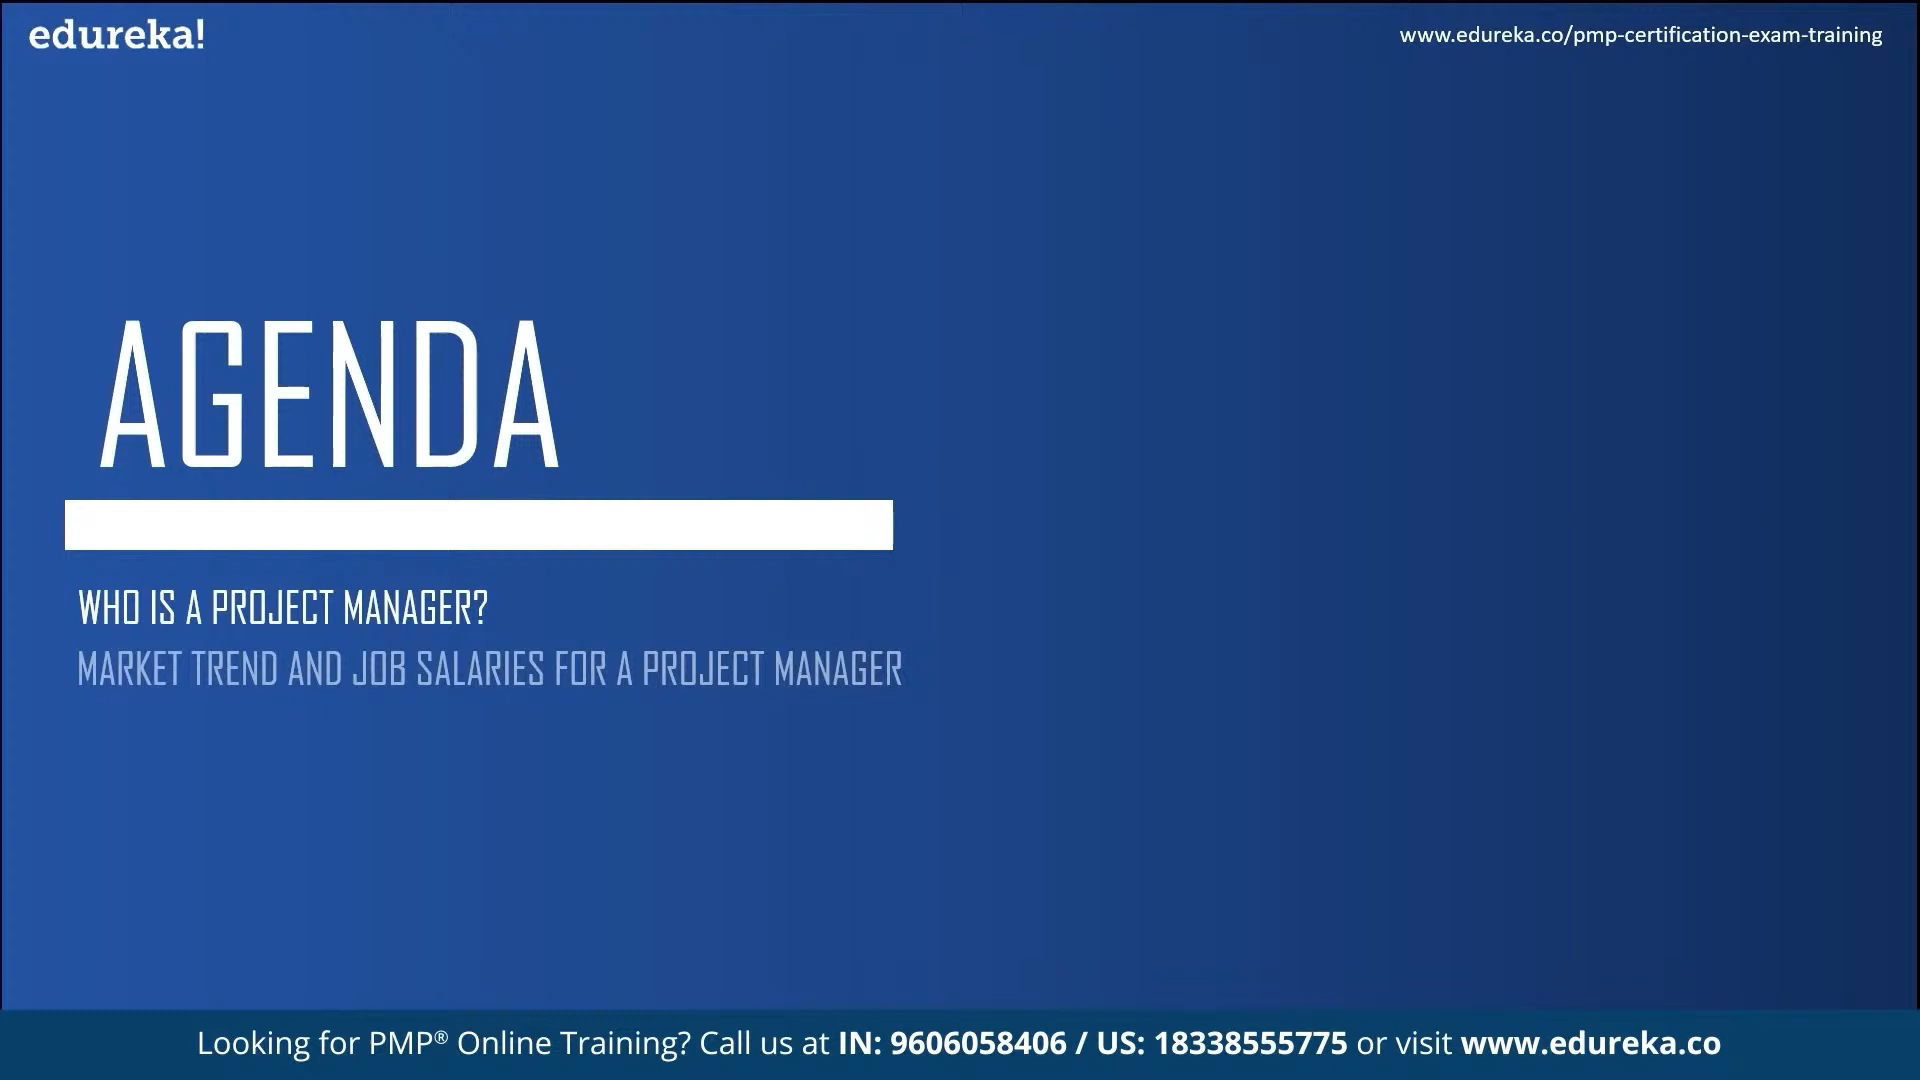 edureka!
www.edureka.co/pmp-certification-exam-training
AGENDA
WHO IS A PROJECT MANAGER?
MARKET TREND AND JOB SALARIES FOR A PROJECT MANAGER
Looking for PMP® Online Training? Call us at IN: 9606058406 / US: 18338555775 or visit www.edureka.co